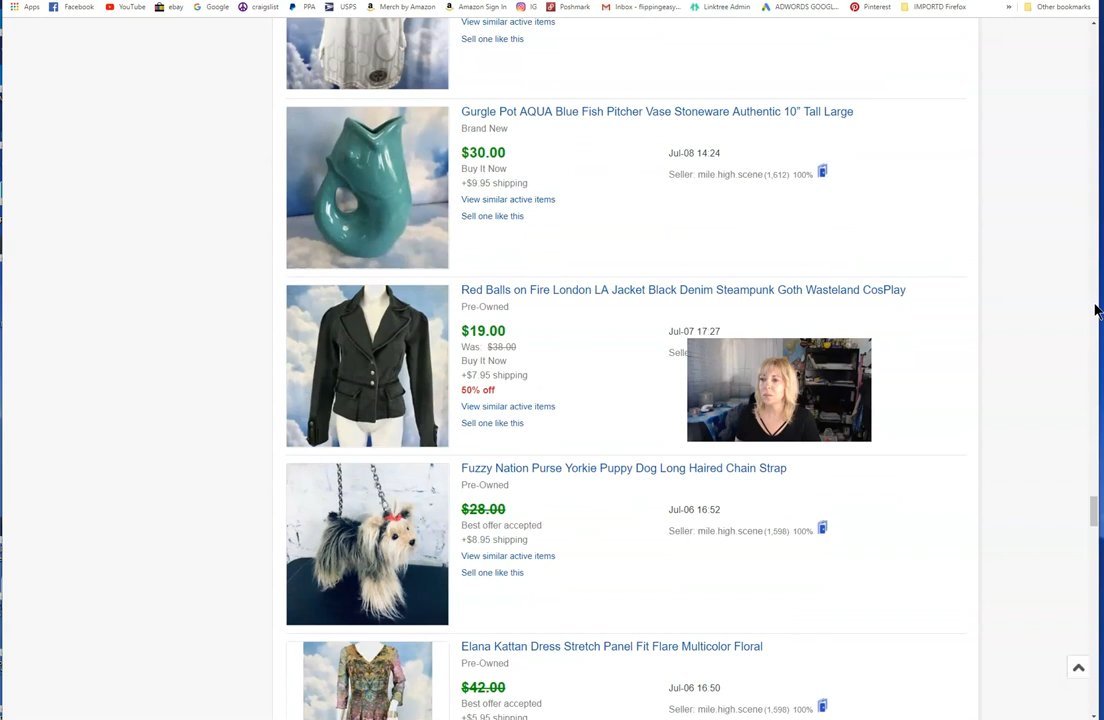 Apps Facebook YouTube ebay Google craigslist PPA USPS Merch by Amazon Amazon Sign In IG Poshmark Inbox - flippingeasy... Linktree Admin ADWORDS GOOGL... Pinterest IMPORTD Firefox » Other bookmarks
View similar active items
Sell one like this
Gurgle Pot AQUA Blue Fish Pitcher Vase Stoneware Authentic 10" Tall Large
Brand New
$30.00 Jul-08 14:24
Buy It Now Seller: mile.high.scene (1,612) 100%
+$9.95 shipping
View similar active items
Sell one like this
Red Balls on Fire London LA Jacket Black Denim Steampunk Goth Wasteland CosPlay
Pre-Owned
$19.00 Jul-07 17:27
Was: $38.00 Selle
Buy It Now
+$7.95 shipping
50% off
View similar active items
Sell one like this
Fuzzy Nation Purse Yorkie Puppy Dog Long Haired Chain Strap
Pre-Owned
$28.00 Jul-06 16:52
Best offer accepted Seller: mile.high.scene (1,598) 100%
+$8.95 shipping
View similar active items
Sell one like this
Elana Kattan Dress Stretch Panel Fit Flare Multicolor Floral
Pre-Owned
$42.00 Jul-06 16:50
Best offer accepted Seller: mile.high.scene (1,598) 100%
+$5.95 shipping